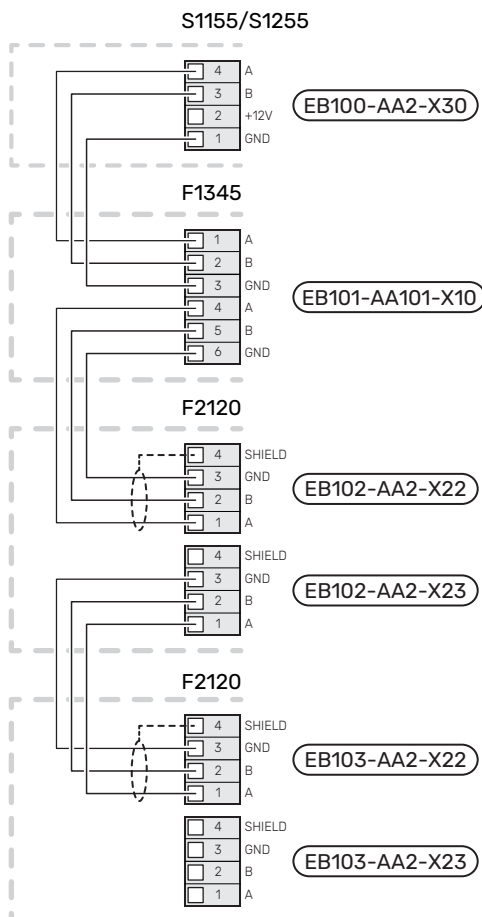 S1155/S1255
4 A
3 B
2 +12V
1 GND
EB100-AA2-X30
F1345
1 A
2 B
3 GND
4 A
5 B
6 GND
EB101-AA101-X10
F2120
4 SHIELD
3 GND
2 B
1 A
EB102-AA2-X22
4 SHIELD
3 GND
2 B
1 A
EB102-AA2-X23
F2120
4 SHIELD
3 GND
2 B
1 A
EB103-AA2-X22
4 SHIELD
3 GND
2 B
1 A
EB103-AA2-X23